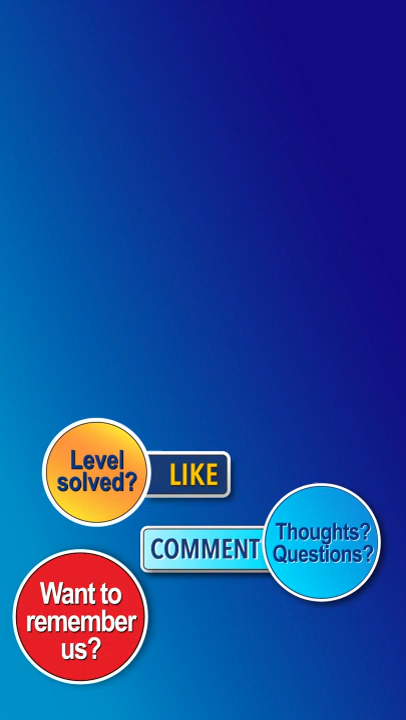 Level
solved?
LIKE
COMMENT
Thoughts?
Questions?
Want to
remember
us?